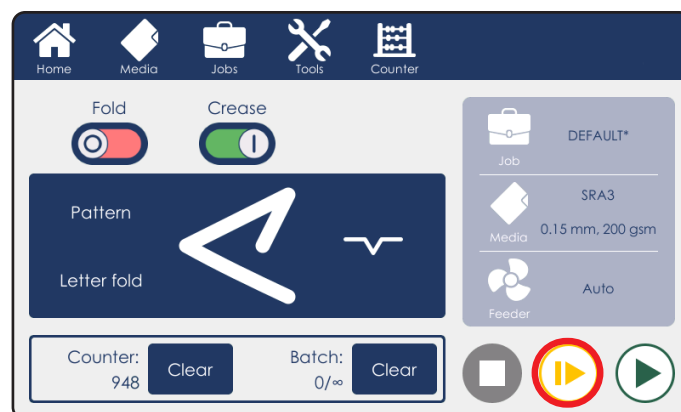 Home Media Jobs Tools Counter
Fold Crease
Pattern
Letter fold
Counter:
948
Clear
Batch:
0/∞
Clear
Job
DEFAULT*
Media
SRA3
0.15 mm, 200 gsm
Feeder
Auto